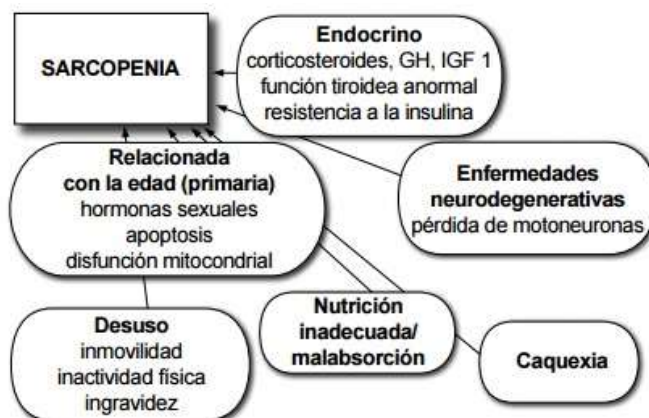 SARCOPENIA
Endocrino
corticosteroides, GH, IGF 1
función tiroidea anormal
resistencia a la insulina
Relacionada
con la edad (primaria)
hormonas sexuales
apoptosis
disfunción mitocondrial
Enfermedades
neurodegenerativas
pérdida de motoneuronas
Desuso
inmovilidad
inactividad física
ingravidez
Nutrición
inadecuada/
malabsorción
Caquexia